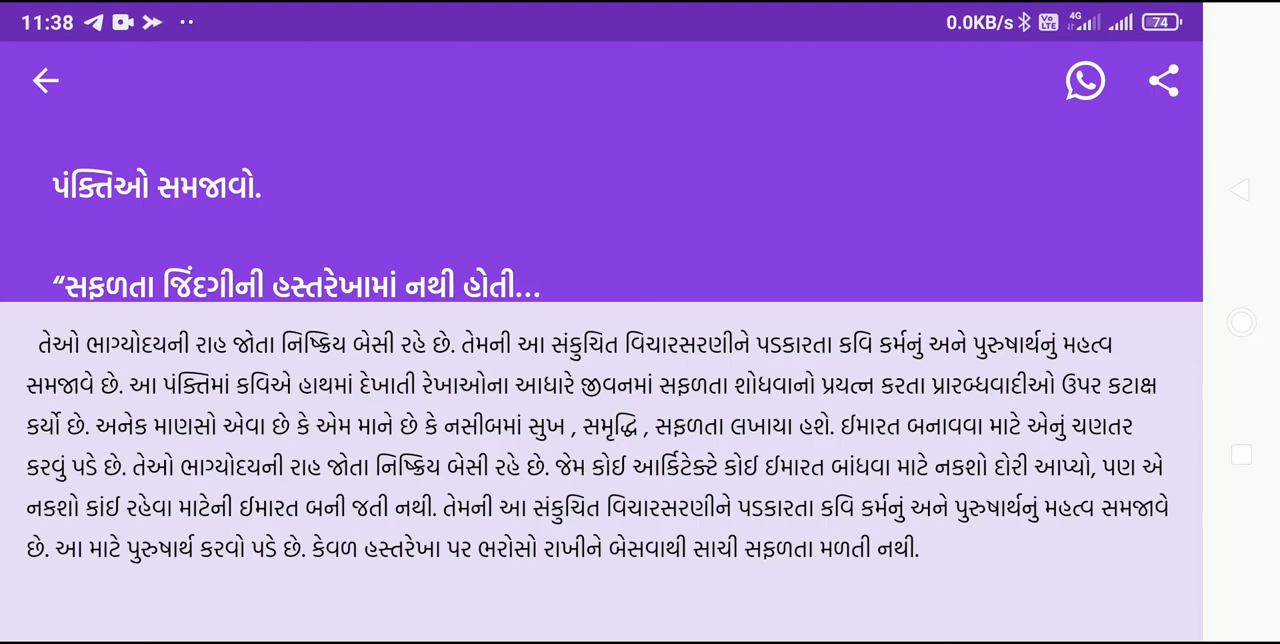 11:38
0.0KB/s
Vo LTE
4G
74
પંક્તિઓ સમજાવો.
“સફળતા જિંદગીની હસ્તરેખામાં નથી હોતી...
તેઓ ભાગ્યોદયની રાહ જોતા નિષ્ક્રિય બેસી રહે છે. તેમની આ સંકુચિત વિચારસરણીને પડકારતા કવિ કર્મનું અને પુરુષાર્થનું મહત્વ
સમજાવે છે. આ પંક્તિમાં કવિએ હાથમાં દેખાતી રેખાઓના આધારે જીવનમાં સફળતા શોધવાનો પ્રયત્ન કરતા પ્રારબ્ધવાદીઓ ઉપર કટાક્ષ
કર્યો છે. અનેક માણસો એવા છે કે એમ માને છે કે નસીબમાં સુખ , સમૃદ્ધિ , સફળતા લખાયા હશે. ઈમારત બનાવવા માટે એનું ચણતર
કરવું પડે છે. તેઓ ભાગ્યોદયની રાહ જોતા નિષ્ક્રિય બેસી રહે છે. જેમ કોઈ આર્કિટેક્ટે કોઈ ઈમારત બાંધવા માટે નકશો દોરી આપ્યો, પણ એ
નકશો કાંઈ રહેવા માટેની ઈમારત બની જતી નથી. તેમની આ સંકુચિત વિચારસરણીને પડકારતા કવિ કર્મનું અને પુરુષાર્થનું મહત્વ સમજાવે
છે. આ માટે પુરુષાર્થ કરવો પડે છે. કેવળ હસ્તરેખા પર ભરોસો રાખીને બેસવાથી સાચી સફળતા મળતી નથી.